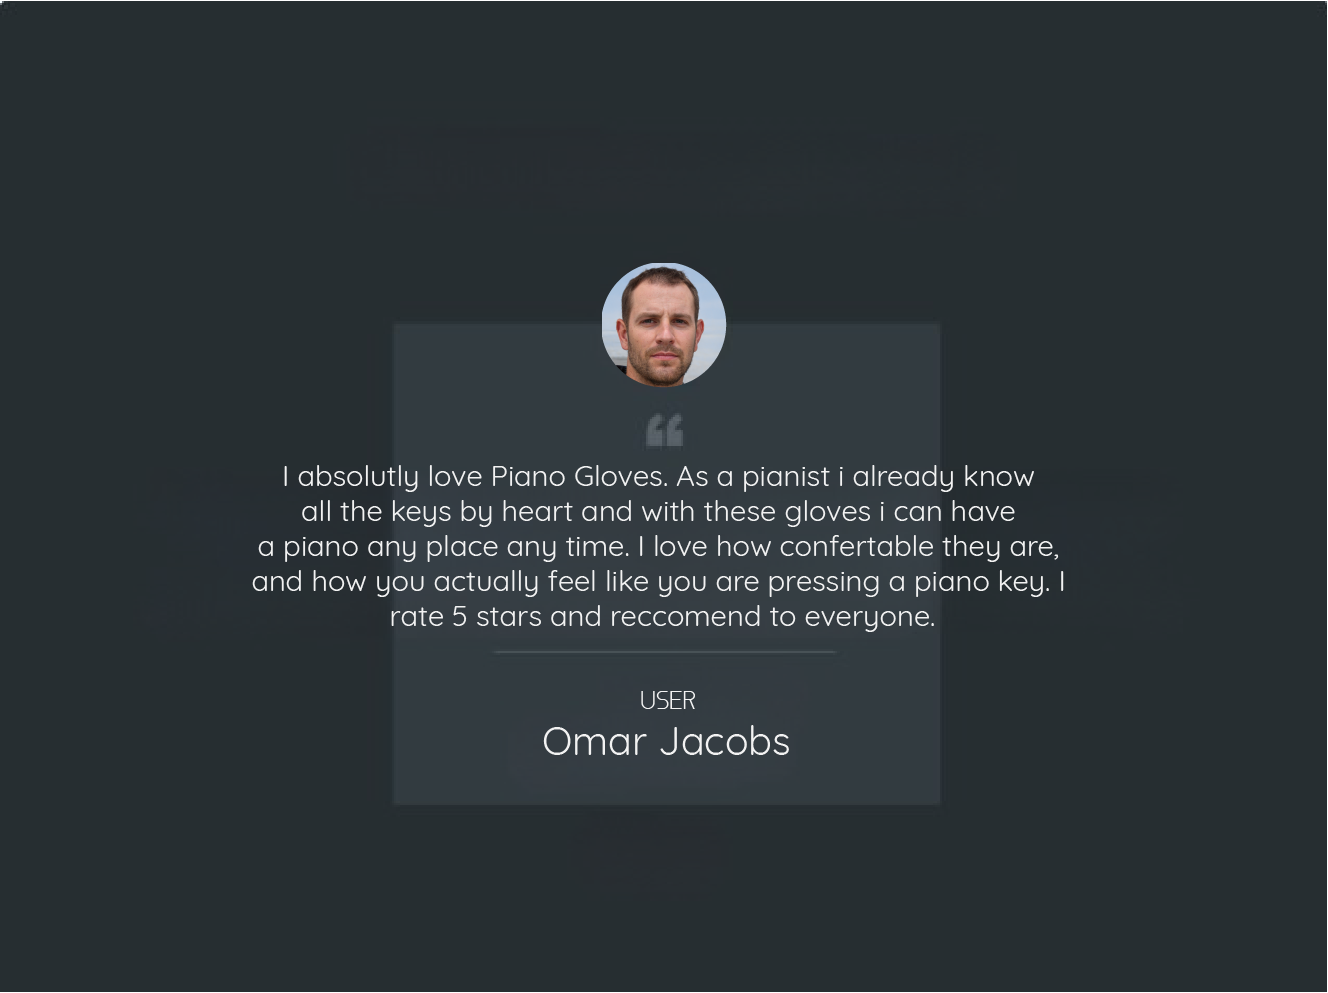 I absolutly love Piano Gloves. As a pianist i already know
all the keys by heart and with these gloves i can have
a piano any place any time. I love how confertable they are,
and how you actually feel like you are pressing a piano key. I
rate 5 stars and reccomend to everyone.
USER
Omar Jacobs